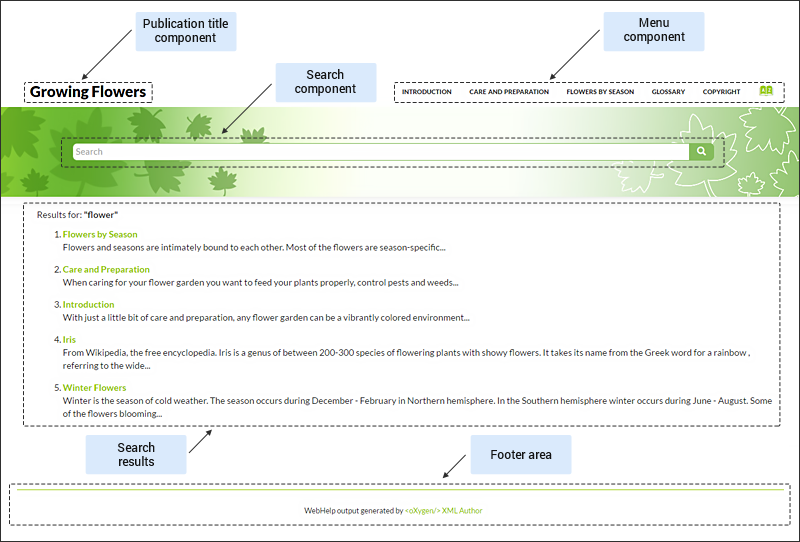 Publication title
component
Menu
component
Search
component
Growing Flowers
INTRODUCTION CARE AND PREPARATION FLOWERS BY SEASON GLOSSARY COPYRIGHT
Search
Results for: "flower"
1. Flowers by Season
Flowers and seasons are intimately bound to each other. Most of the flowers are season-specific...
2. Care and Preparation
When caring for your flower garden you want to feed your plants properly, control pests and weeds...
3. Introduction
With just a little bit of care and preparation, any flower garden can be a vibrantly colored environment...
4. Iris
From Wikipedia, the free encyclopedia. Iris is a genus of between 200-300 species of flowering plants with showy flowers. It takes its name from the Greek word for a rainbow ,
referring to the wide...
5. Winter Flowers
Winter is the season of cold weather. The season occurs during December - February in Northern hemisphere. In the Southern hemisphere winter occurs during June - August. Some
of the flowers blooming...
Search
results
Footer area
WebHelp output generated by <oXygen/> XML Author